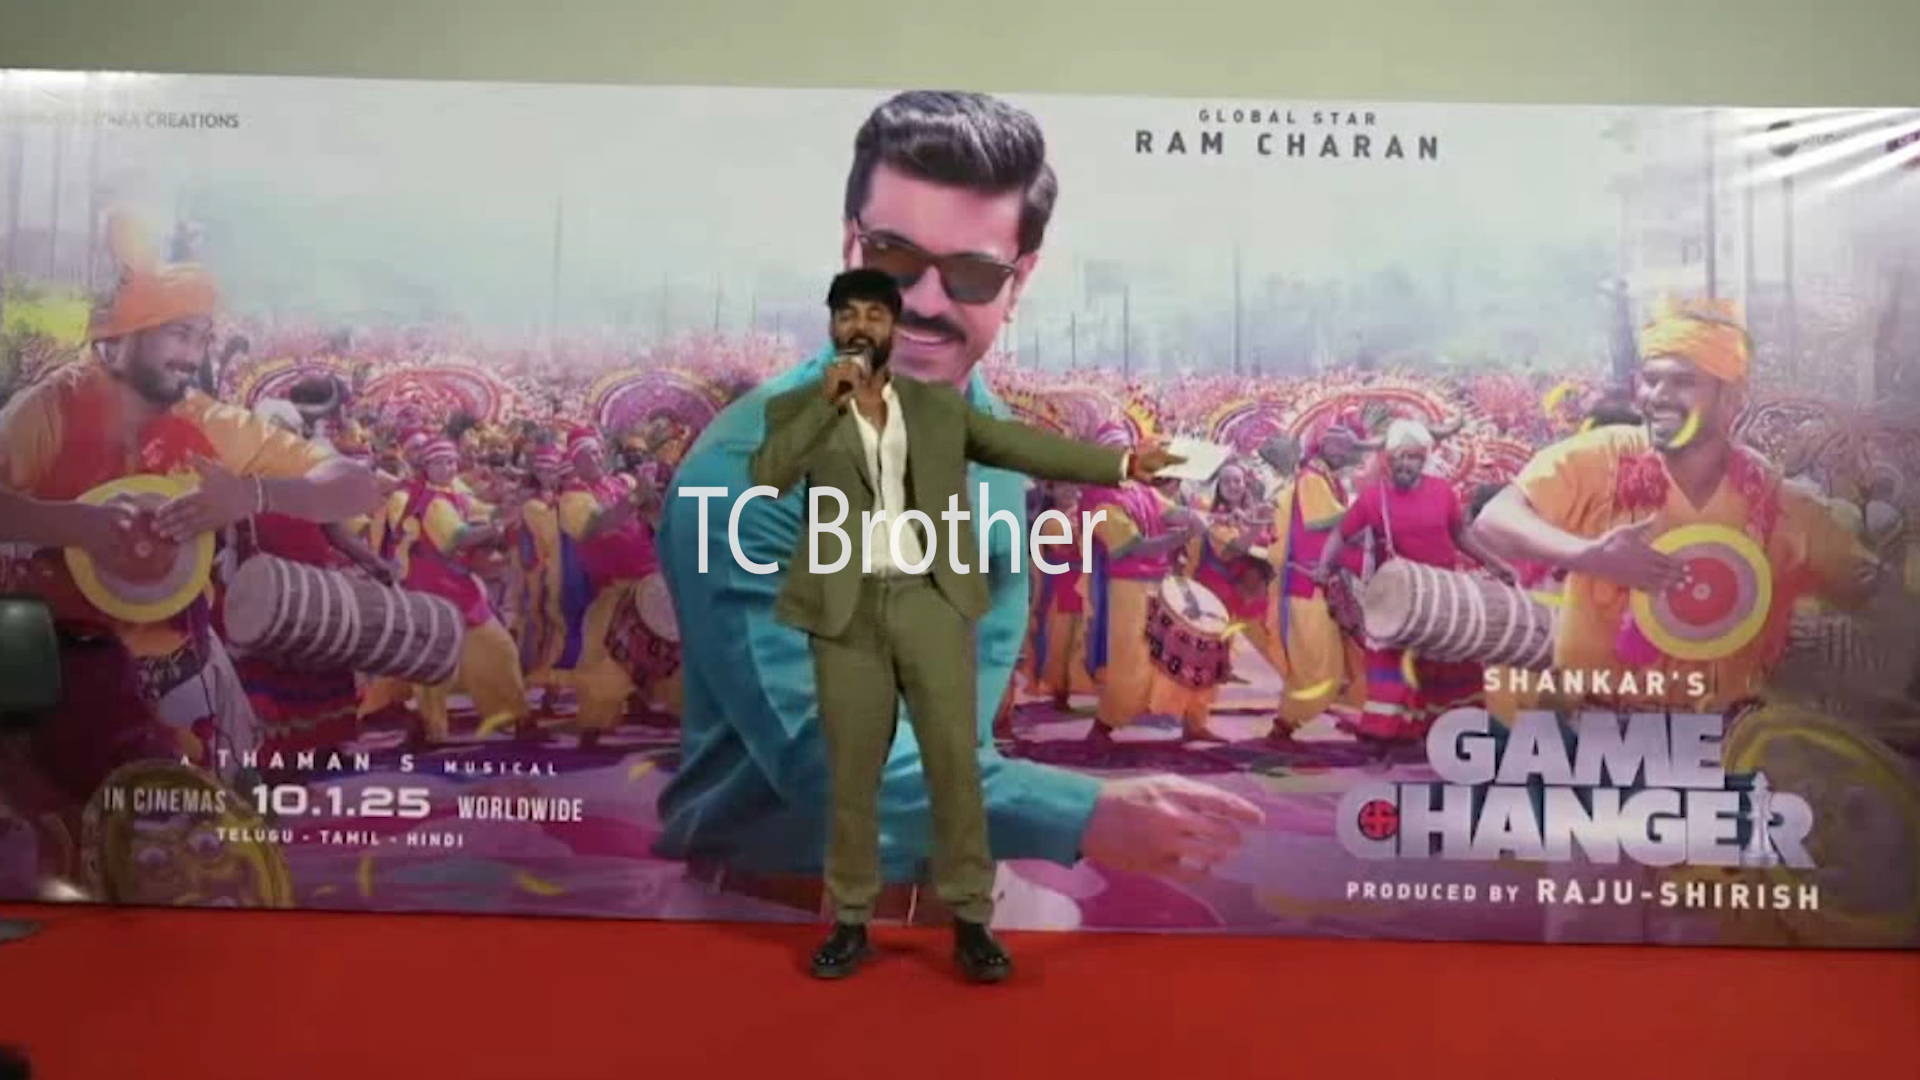 CREATIONS
GLOBAL STAR
RAM CHARAN
TC Brother
SHANKAR'S
GAME
CHANGER
PRODUCED BY RAJU-SHIRISH
A THAMAN S MUSICAL
IN CINEMAS 10.1.25 WORLDWIDE
TELUGU - TAMIL - HINDI